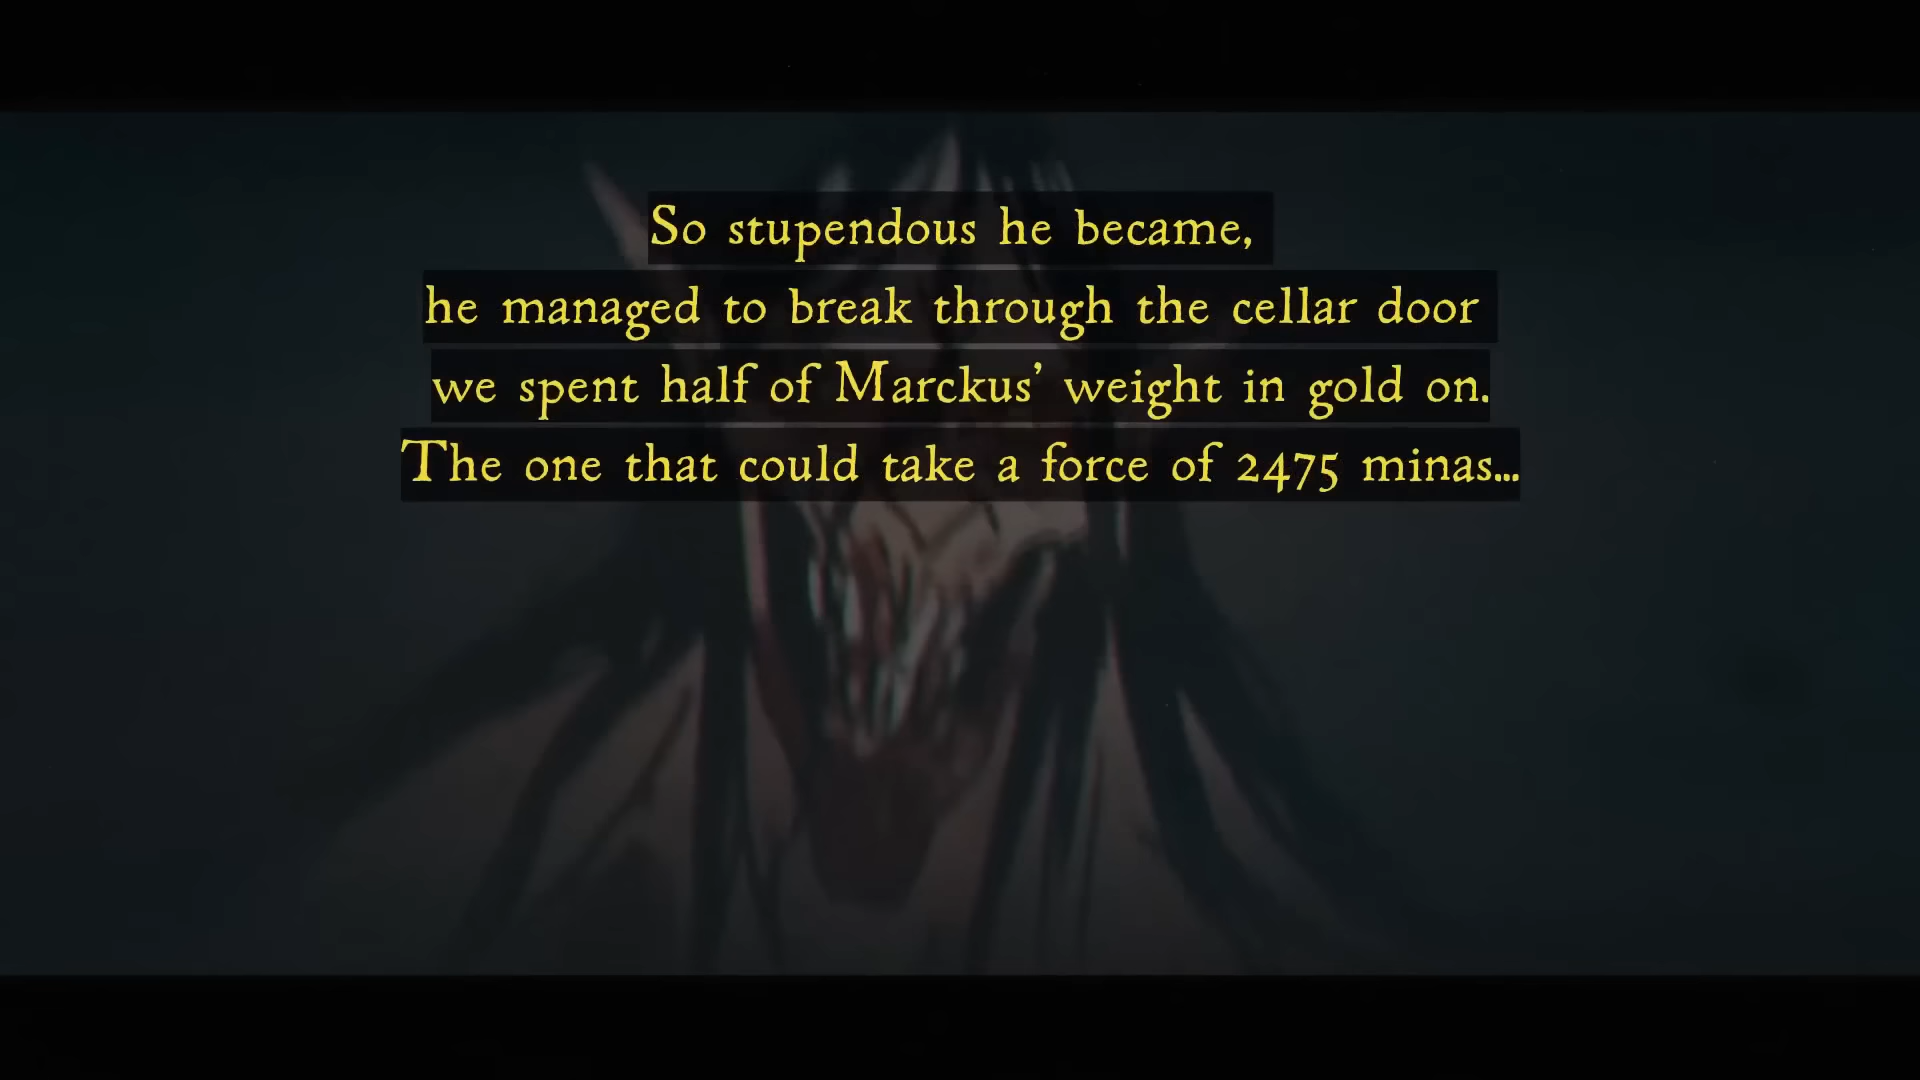 So stupendous he became,
he managed to break through the cellar door
we spent half of Marckus’ weight in gold on.
The one that could take a force of 2475 minas...